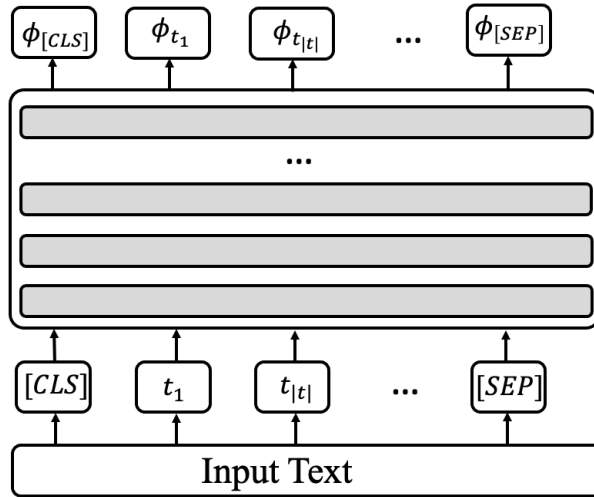 ϕ[CLS] ϕt₁ ϕt|t| ... ϕ[SEP]
...
[CLS] t₁ t|t| ... [SEP]
Input Text